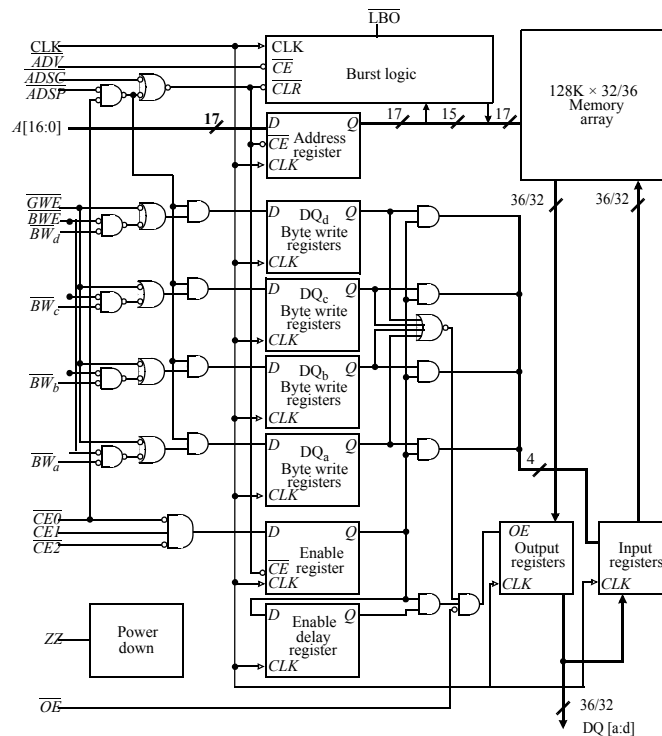 LBO
CLK
ADV
ADSC
ADSP
A[16:0]
17
CLK
CE
CLR
Burst logic
D
Q
CE
CLK
Address
register
17
15
17
128K × 32/36
Memory
array
36/32
36/32
GWE
BWE
BWd
D
DQd
Q
Byte write
registers
CLK
BWc
D
DQc
Q
Byte write
registers
CLK
BWb
D
DQb
Q
Byte write
registers
CLK
BWa
D
DQa
Q
Byte write
registers
CLK
4
CE0
CE1
CE2
D
Q
Enable
register
CE
CLK
OE
Output
registers
CLK
Input
registers
CLK
D
Q
Enable
delay
register
CLK
ZZ
Power
down
OE
36/32
DQ [a:d]